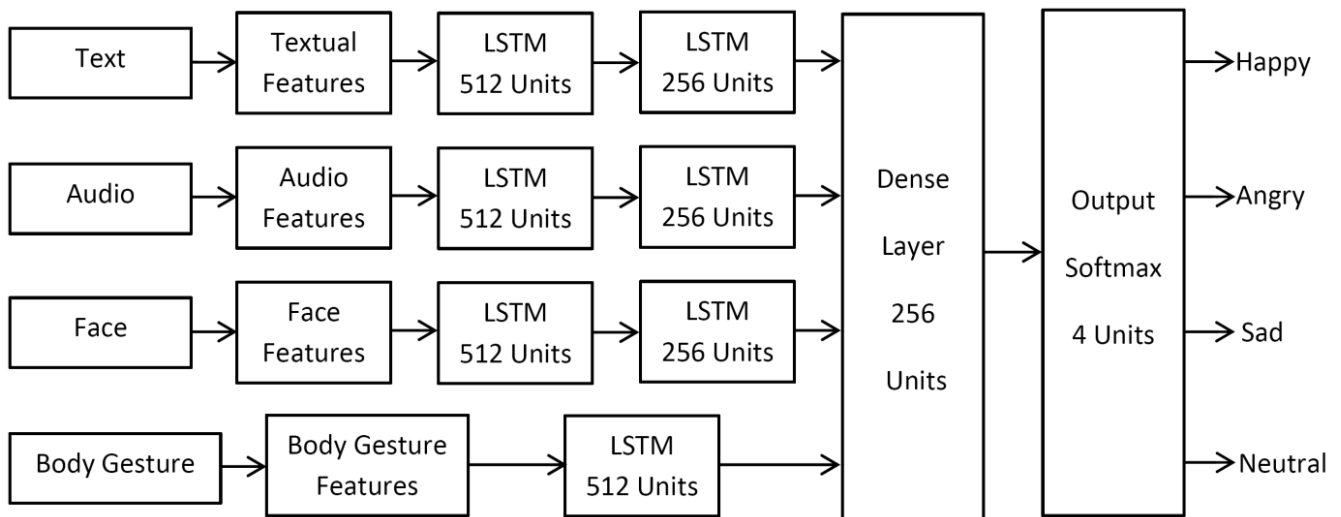 Text
Textual
Features
LSTM
512 Units
LSTM
256 Units
Audio
Audio
Features
LSTM
512 Units
LSTM
256 Units
Face
Face
Features
LSTM
512 Units
LSTM
256 Units
Body Gesture
Body Gesture
Features
LSTM
512 Units
Dense
Layer
256
Units
Output
Softmax
4 Units
Happy
Angry
Sad
Neutral